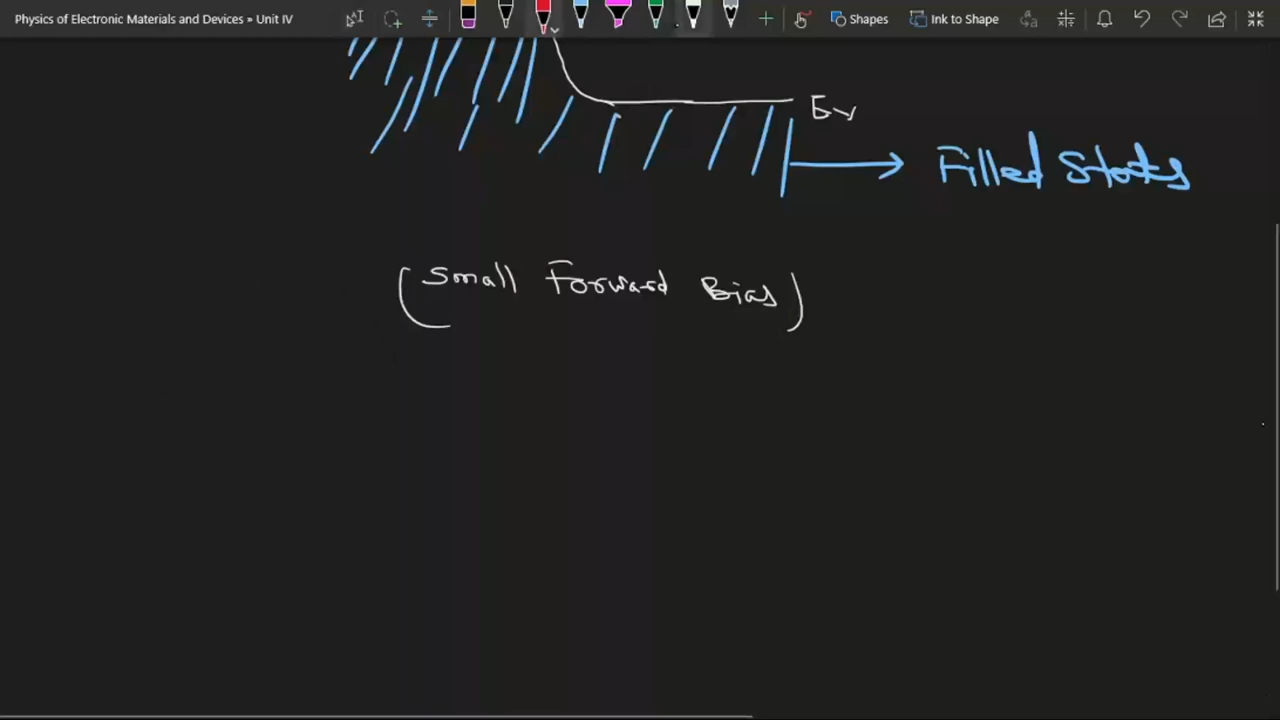 Physics of Electronic Materials and Devices » Unit IV
Shapes
Ink to Shape
Ev
Filled States
(Small Forward Bias)